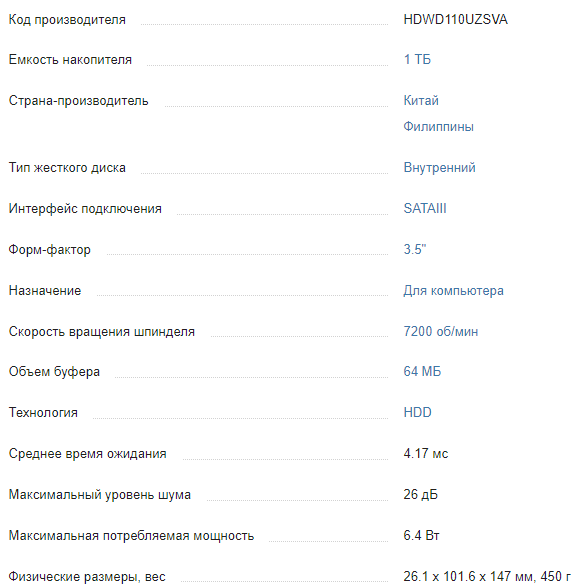 Код производителя HDWD110UZSVA
Емкость накопителя 1 ТБ
Страна-производитель Китай
Филиппины
Тип жесткого диска Внутренний
Интерфейс подключения SATAIII
Форм-фактор 3.5"
Назначение Для компьютера
Скорость вращения шпинделя 7200 об/мин
Объем буфера 64 МБ
Технология HDD
Среднее время ожидания 4.17 мс
Максимальный уровень шума 26 дБ
Максимальная потребляемая мощность 6.4 Вт
Физические размеры, вес 26.1 x 101.6 x 147 мм, 450 г